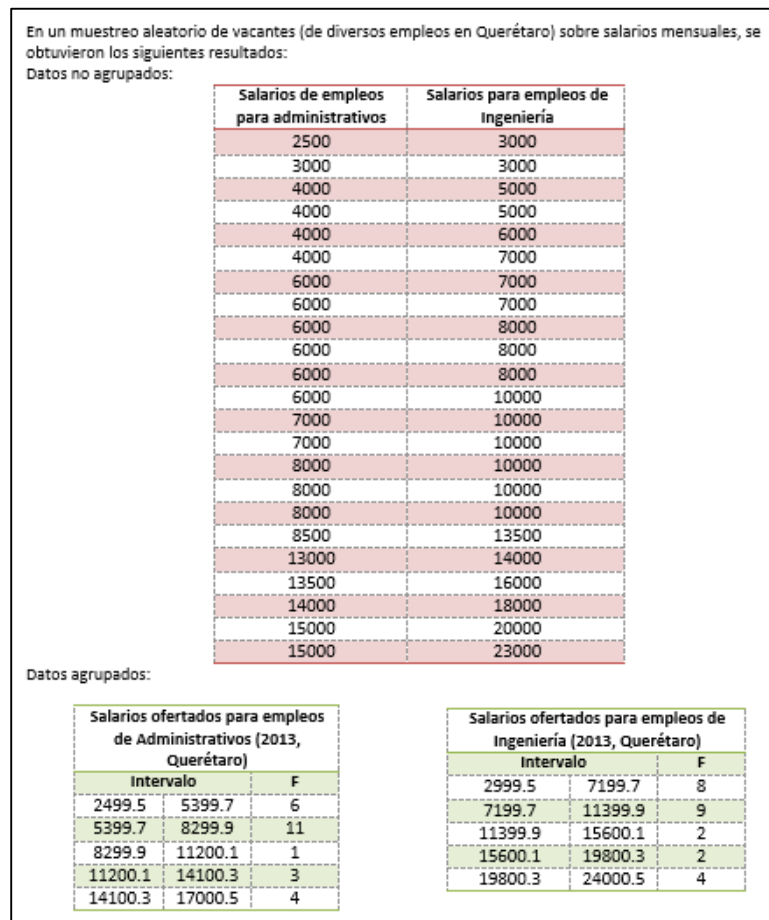 En un muestreo aleatorio de vacantes (de diversos empleos en Querétaro) sobre salarios mensuales, se
obtuvieron los siguientes resultados:
Datos no agrupados:
Salarios de empleos para administrativos Salarios para empleos de Ingeniería
2500 3000
3000 3000
4000 5000
4000 5000
4000 6000
4000 7000
6000 7000
6000 7000
6000 8000
6000 8000
6000 8000
6000 10000
7000 10000
7000 10000
8000 10000
8000 10000
8000 10000
8500 13500
13000 14000
13500 16000
14000 18000
15000 20000
15000 23000
Datos agrupados:
Salarios ofertados para empleos
de Administrativos (2013,
Querétaro)
Intervalo F
2499.5 5399.7 6
5399.7 8299.9 11
8299.9 11200.1 1
11200.1 14100.3 3
14100.3 17000.5 4
Salarios ofertados para empleos de
Ingeniería (2013, Querétaro)
Intervalo F
2999.5 7199.7 8
7199.7 11399.9 9
11399.9 15600.1 2
15600.1 19800.3 2
19800.3 24000.5 4